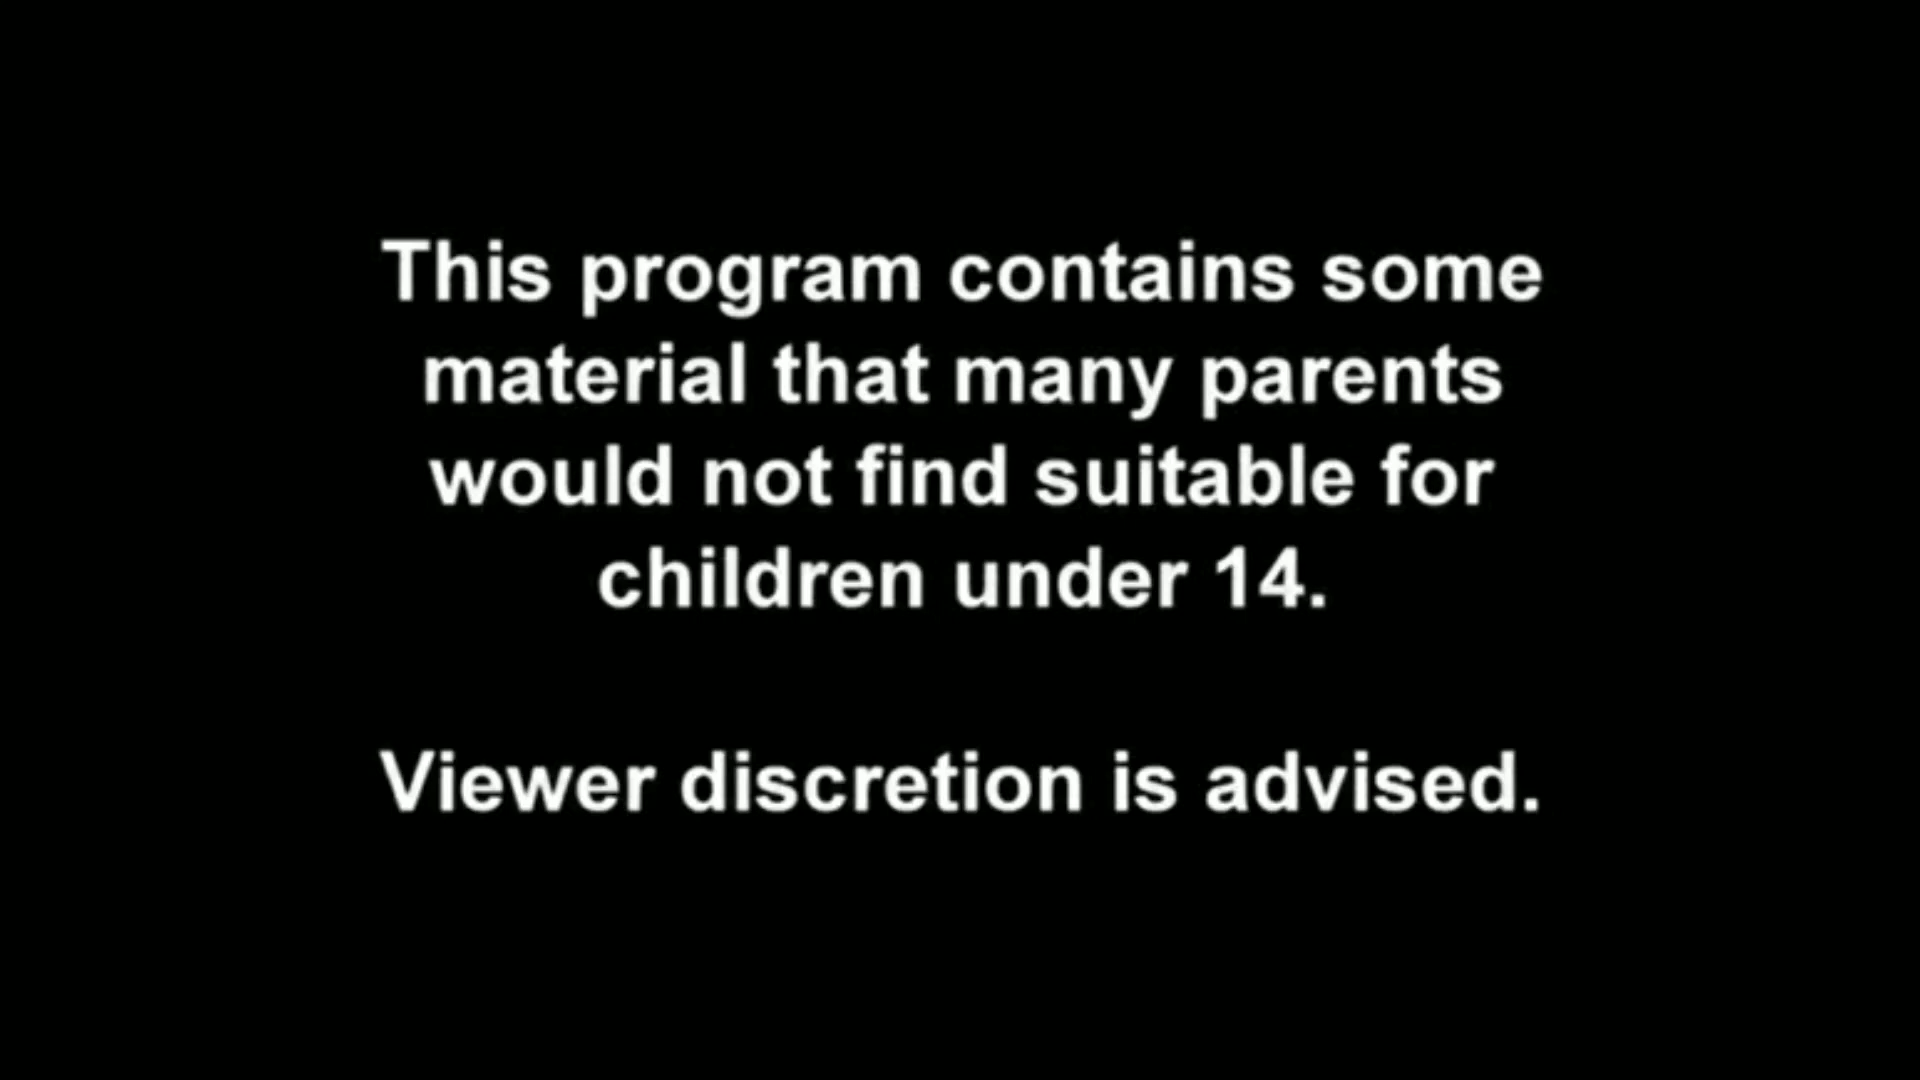 This program contains some
material that many parents
would not find suitable for
children under 14.
Viewer discretion is advised.